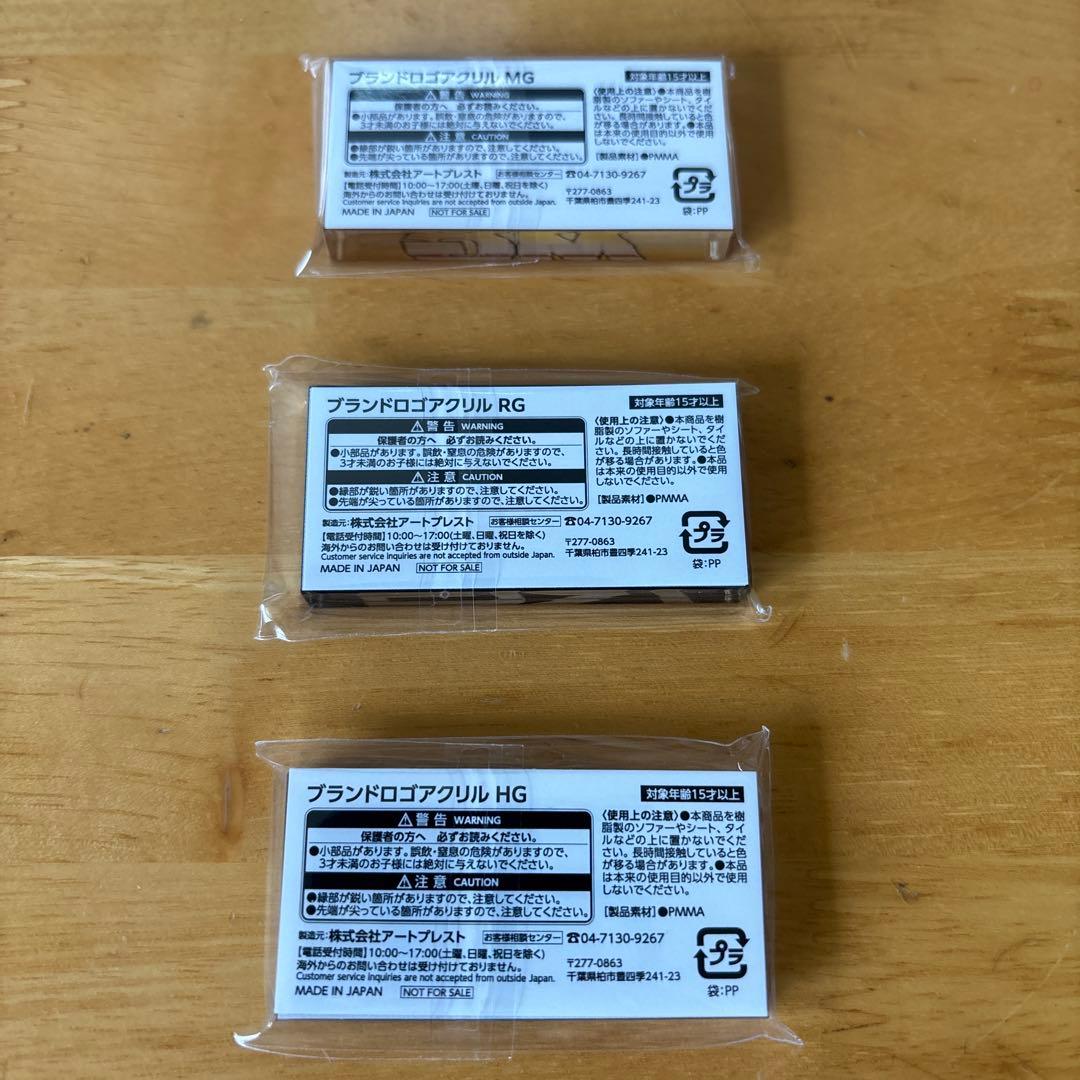 ブランドロゴアクリル MG
対象年齢15才以上
⚠警告 WARNING
保護者の方へ 必ずお読みください。
●小部品があります。誤飲・窒息の危険がありますので、
3才未満のお子様には絶対に与えないでください。
⚠注意 CAUTION
●縁部が鋭い箇所がありますので、注意してください。
●先端が尖っている箇所がありますので、注意してください。
〈使用上の注意〉●本商品を樹
脂製のソファーやシート、タイ
ルなどの上に置かないでくだ
さい。長時間接触していると色
が移る場合があります。●本品
は本来の使用目的以外で使用
しないでください。
[製品素材]●PMMA
製造元:株式会社アートプレスト お客様相談センター ☎04-7130-9267
【電話受付時間】10:00~17:00(土曜、日曜、祝日を除く)
海外からのお問い合わせは受け付けておりません。
Customer service inquiries are not accepted from outside Japan.
〒277-0863
千葉県柏市豊四季241-23
MADE IN JAPAN NOT FOR SALE
プラ
袋:PP
ブランドロゴアクリル RG
対象年齢15才以上
⚠警告 WARNING
保護者の方へ 必ずお読みください。
●小部品があります。誤飲・窒息の危険がありますので、
3才未満のお子様には絶対に与えないでください。
⚠注意 CAUTION
●縁部が鋭い箇所がありますので、注意してください。
●先端が尖っている箇所がありますので、注意してください。
〈使用上の注意〉●本商品を樹
脂製のソファーやシート、タイ
ルなどの上に置かないでくだ
さい。長時間接触していると色
が移る場合があります。●本品
は本来の使用目的以外で使用
しないでください。
[製品素材]●PMMA
製造元:株式会社アートプレスト お客様相談センター ☎04-7130-9267
【電話受付時間】10:00~17:00(土曜、日曜、祝日を除く)
海外からのお問い合わせは受け付けておりません。
Customer service inquiries are not accepted from outside Japan.
〒277-0863
千葉県柏市豊四季241-23
MADE IN JAPAN NOT FOR SALE
プラ
袋:PP
ブランドロゴアクリル HG
対象年齢15才以上
⚠警告 WARNING
保護者の方へ 必ずお読みください。
●小部品があります。誤飲・窒息の危険がありますので、
3才未満のお子様には絶対に与えないでください。
⚠注意 CAUTION
●縁部が鋭い箇所がありますので、注意してください。
●先端が尖っている箇所がありますので、注意してください。
〈使用上の注意〉●本商品を樹
脂製のソファーやシート、タイ
ルなどの上に置かないでくだ
さい。長時間接触していると色
が移る場合があります。●本品
は本来の使用目的以外で使用
しないでください。
[製品素材]●PMMA
製造元:株式会社アートプレスト お客様相談センター ☎04-7130-9267
【電話受付時間】10:00~17:00(土曜、日曜、祝日を除く)
海外からのお問い合わせは受け付けておりません。
Customer service inquiries are not accepted from outside Japan.
〒277-0863
千葉県柏市豊四季241-23
MADE IN JAPAN NOT FOR SALE
プラ
袋:PP